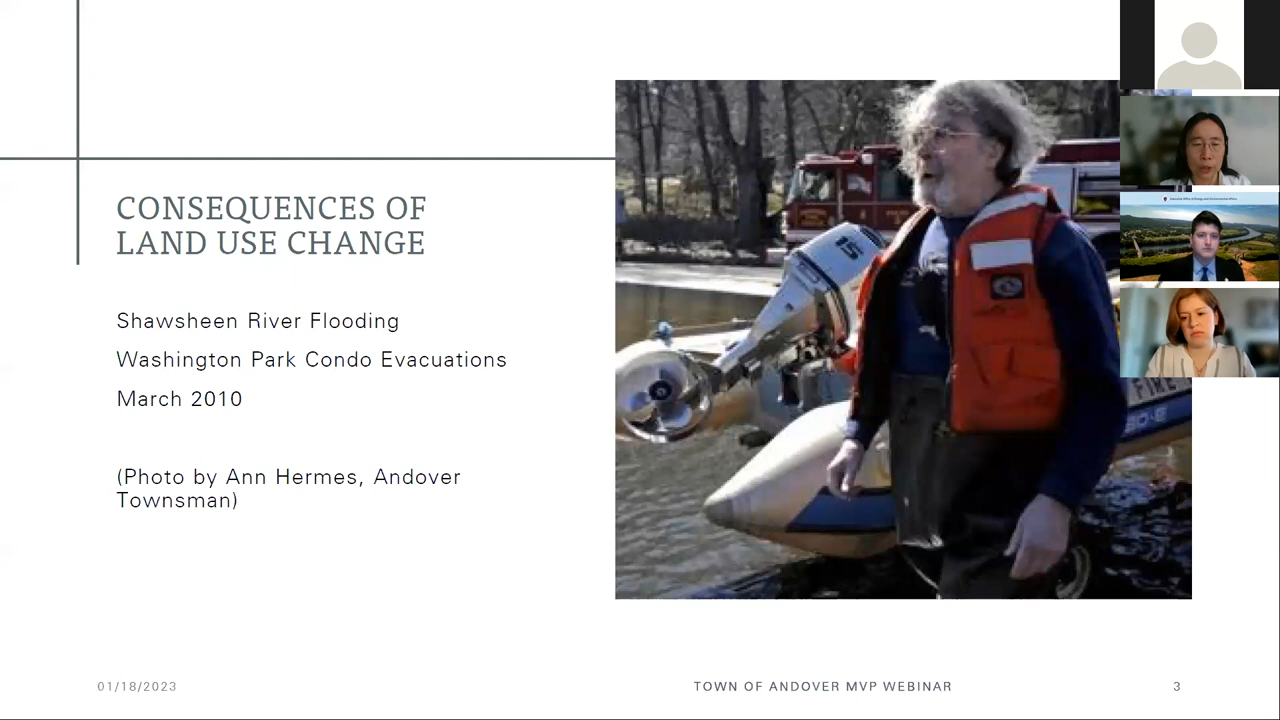 CONSEQUENCES OF
LAND USE CHANGE
Shawsheen River Flooding
Washington Park Condo Evacuations
March 2010
(Photo by Ann Hermes, Andover
Townsman)
15
FIRE
01/18/2023
TOWN OF ANDOVER MVP WEBINAR
3